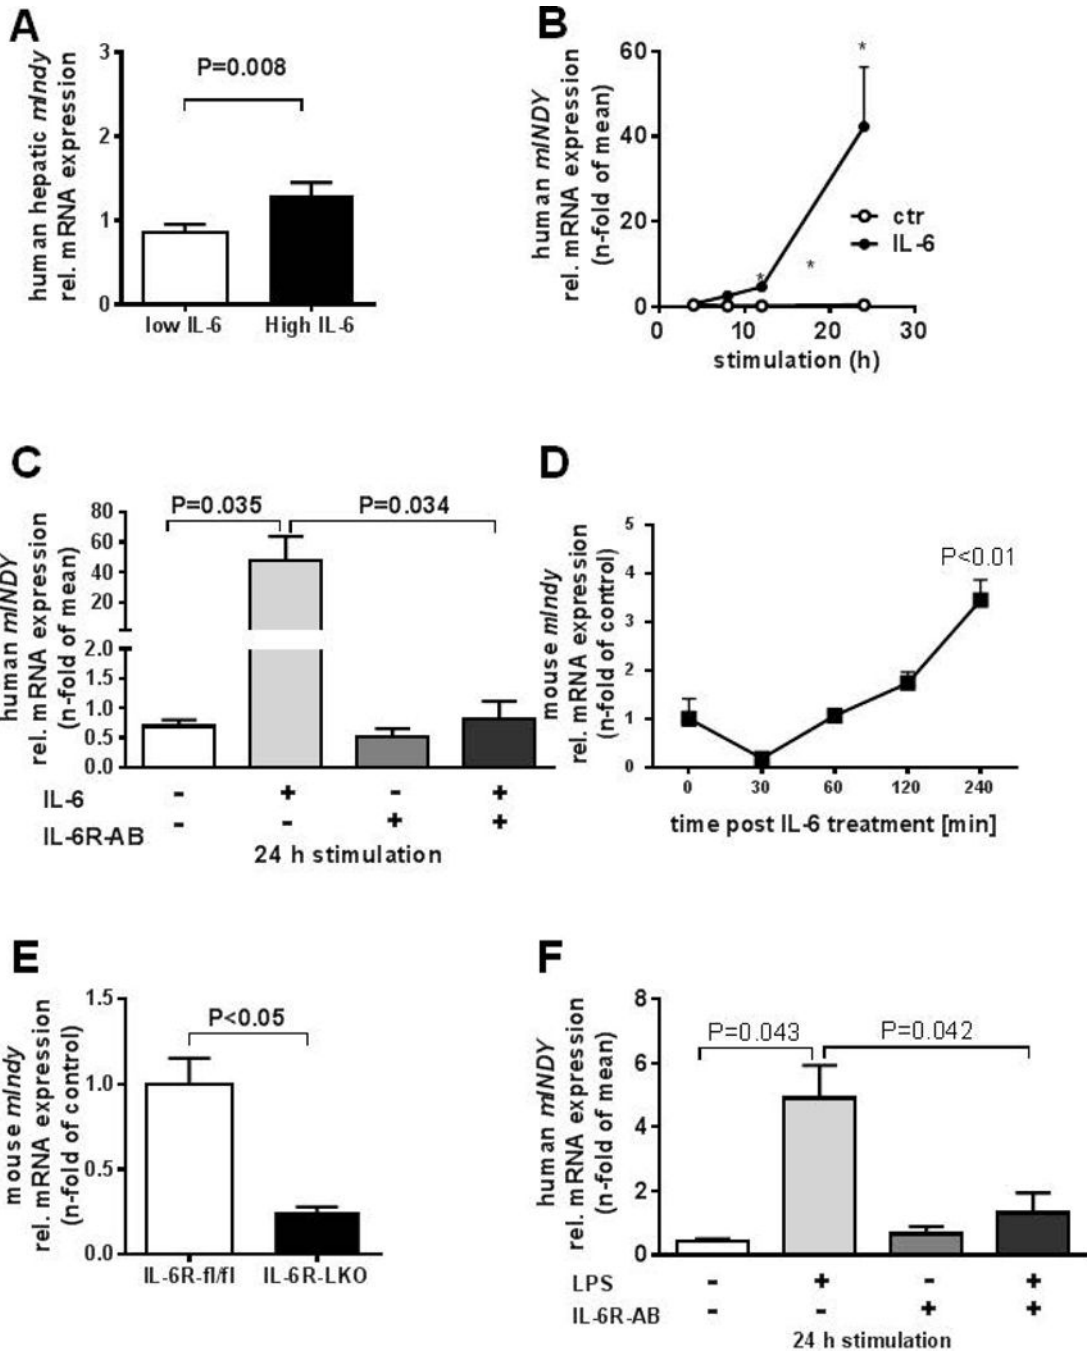 A
human hepatic mIndy
rel. mRNA expression
3
2
1
0
P=0.008
low IL-6 High IL-6
B
human mINDY
rel. mRNA expression
(n-fold of mean)
60
40
20
0
*
*
*
ctr
IL-6
0 10 20 30
stimulation (h)
C
human mINDY
rel. mRNA expression
(n-fold of mean)
80
60
40
20
2.0
1.5
1.0
0.5
0.0
P=0.035 P=0.034
IL-6 - + - +
IL-6R-AB - - + +
24 h stimulation
D
mouse mIndy
rel. mRNA expression
(n-fold of control)
5
4
3
2
1
0
P<0.01
0 30 60 120 240
time post IL-6 treatment [min]
E
mouse mIndy
rel. mRNA expression
(n-fold of control)
1.5
1.0
0.5
0.0
P<0.05
IL-6R-fl/fl IL-6R-LKO
F
human mINDY
rel. mRNA expression
(n-fold of mean)
8
6
4
2
0
P=0.043 P=0.042
LPS - + - +
IL-6R-AB - - + +
24 h stimulation